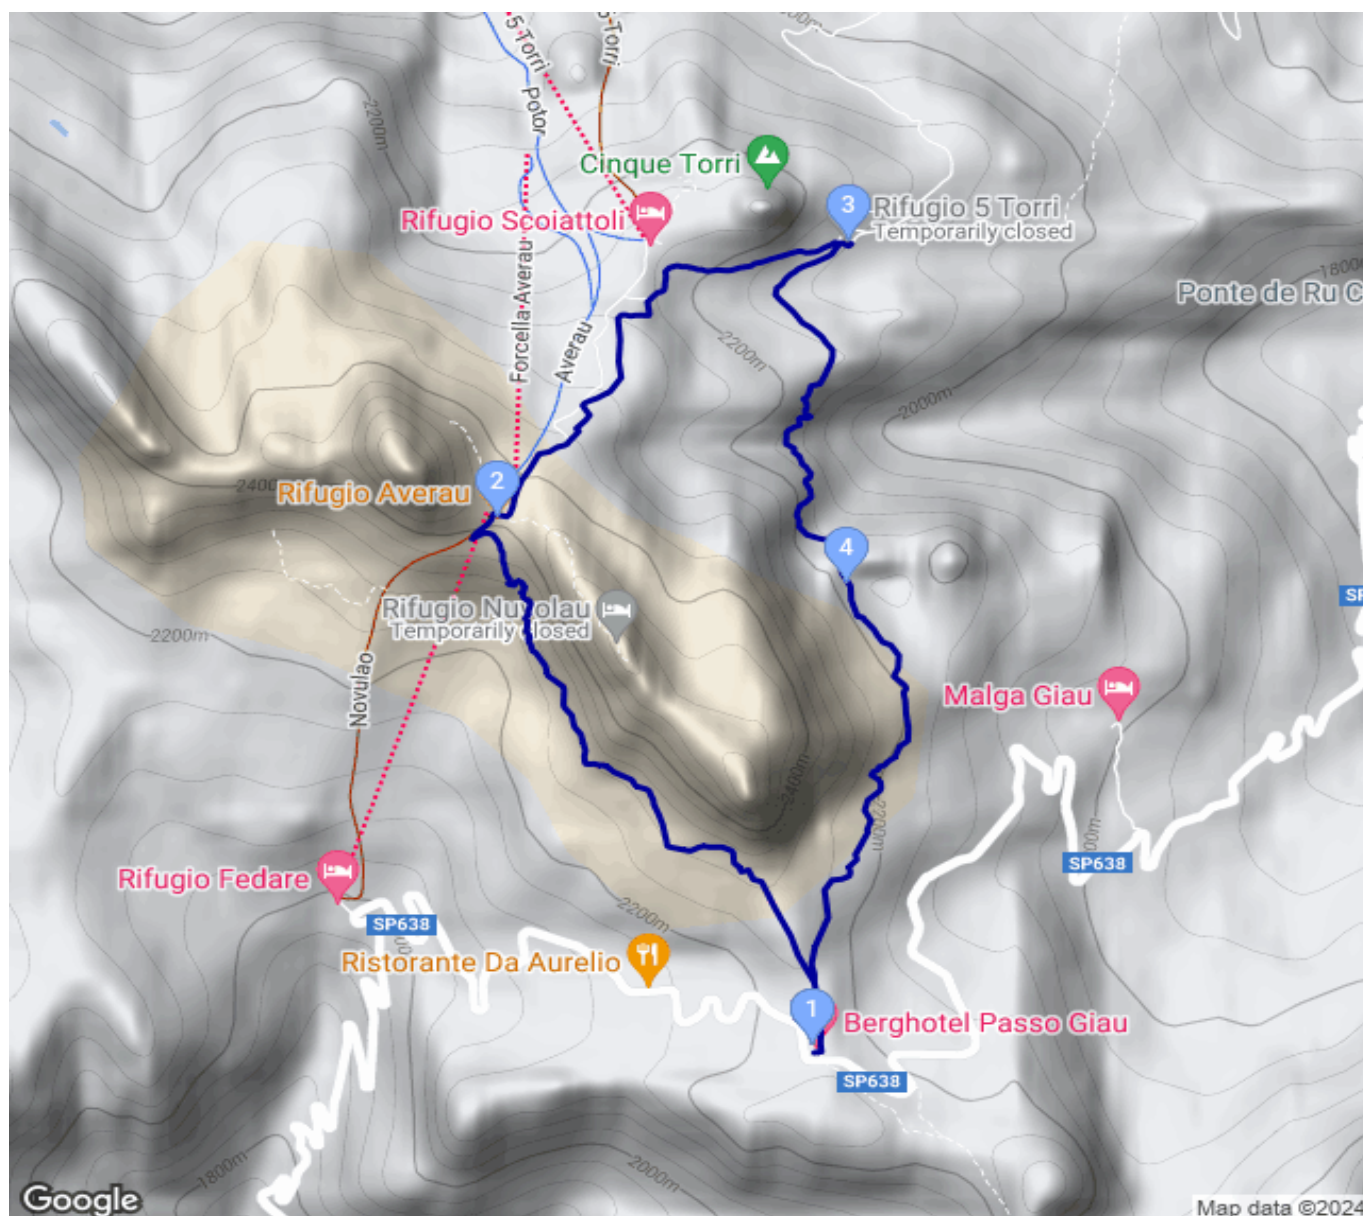 5 Torri
5 Torri
Potor
2200m
Cinque Torri
3
Rifugio 5 Torri
Temporarily closed
Rifugio Scoiattoli
1800m
Ponte de Ru C
Forcella Averau
Averau
2200m
2000m
2400
2
Rifugio Averau
4
Rifugio Nuvolau
Temporarily closed
2200m
Novulao
Malga Giau
2400m
2200m
SP638
Rifugio Fedare
2200m
SP638
Ristorante Da Aurelio
1
Berghotel Passo Giau
SP638
1800m
2000m
Google
Map data ©2024